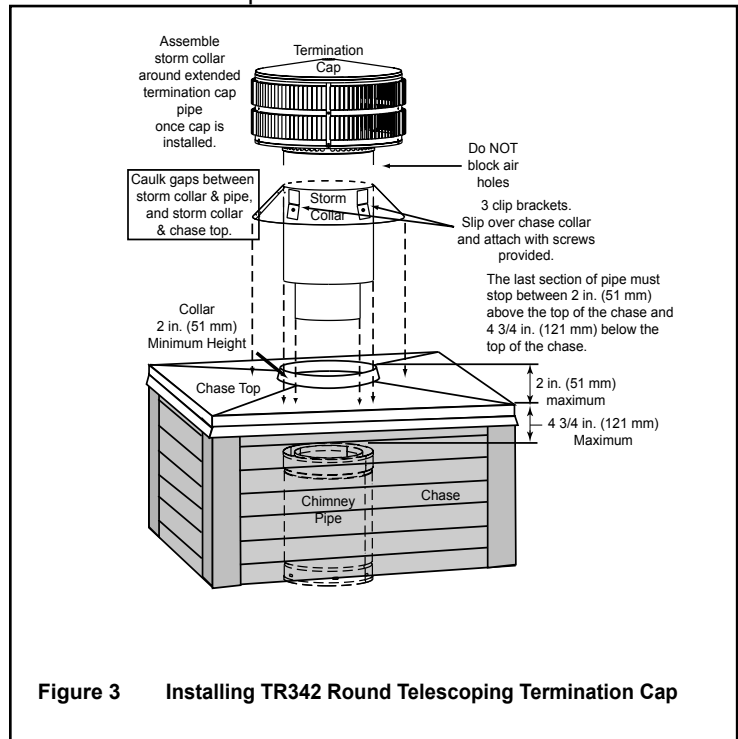 Assemble
storm collar
around extended
termination cap
pipe
once cap is
installed.
Termination
Cap
Do NOT
block air
holes
Caulk gaps between
storm collar & pipe,
and storm collar
& chase top.
Storm
Collar
3 clip brackets.
Slip over chase collar
and attach with screws
provided.
The last section of pipe must
stop between 2 in. (51 mm)
above the top of the chase and
4 3/4 in. (121 mm) below the
top of the chase.
Collar
2 in. (51 mm)
Minimum Height
Chase Top
2 in. (51 mm)
maximum
4 3/4 in. (121 mm)
Maximum
Chimney
Pipe
Chase
Figure 3 Installing TR342 Round Telescoping Termination Cap